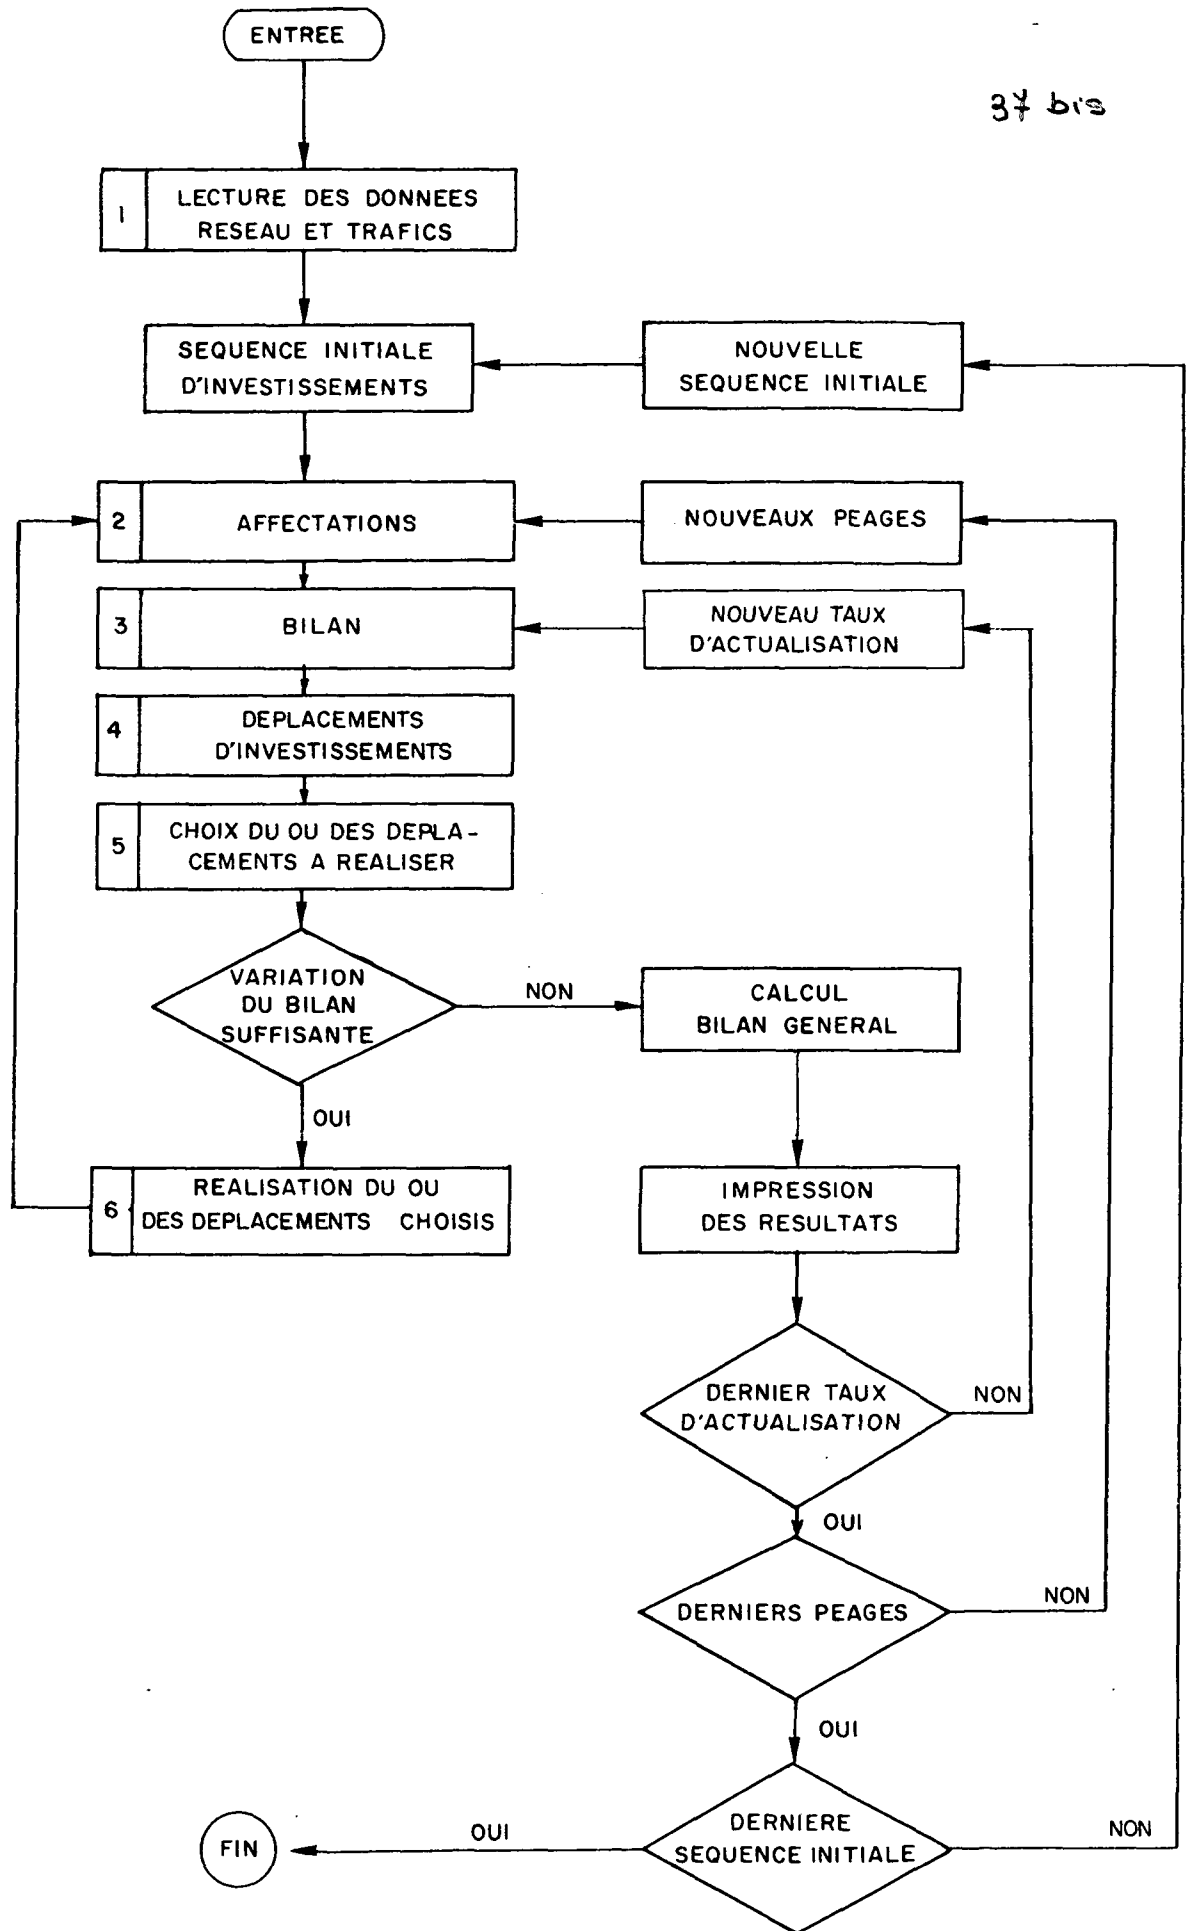 ENTREE
37 bis
1
LECTURE DES DONNEES
RESEAU ET TRAFICS
SEQUENCE INITIALE
D'INVESTISSEMENTS
NOUVELLE
SEQUENCE INITIALE
2
AFFECTATIONS
NOUVEAUX PEAGES
3
BILAN
NOUVEAU TAUX
D'ACTUALISATION
4
DEPLACEMENTS
D'INVESTISSEMENTS
5
CHOIX DU OU DES DEPLA-
CEMENTS A REALISER
VARIATION
DU BILAN
SUFFISANTE
NON
CALCUL
BILAN GENERAL
OUI
6
REALISATION DU OU
DES DEPLACEMENTS CHOISIS
IMPRESSION
DES RESULTATS
DERNIER TAUX
D'ACTUALISATION
NON
OUI
DERNIERS PEAGES
NON
OUI
DERNIERE
SEQUENCE INITIALE
NON
OUI
FIN